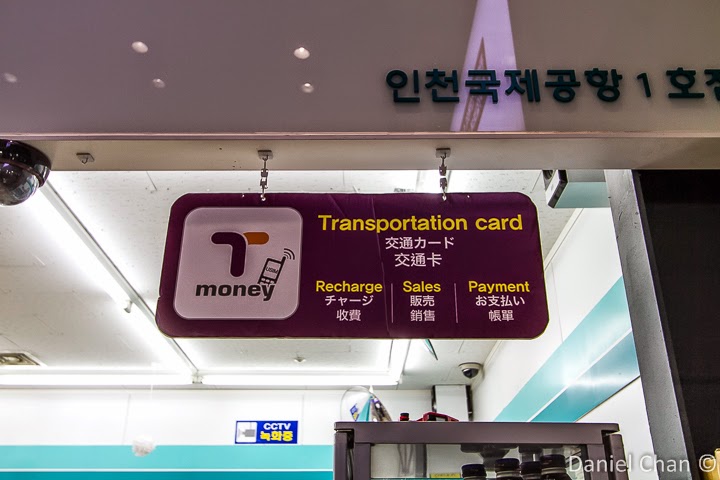 인천국제공항 1 호점
T
money
Transportation card
交通カード
交通卡
Recharge
チャージ
收費
Sales
販売
銷售
Payment
お支払い
帳單
CCTV
녹화중
Daniel Chan ©